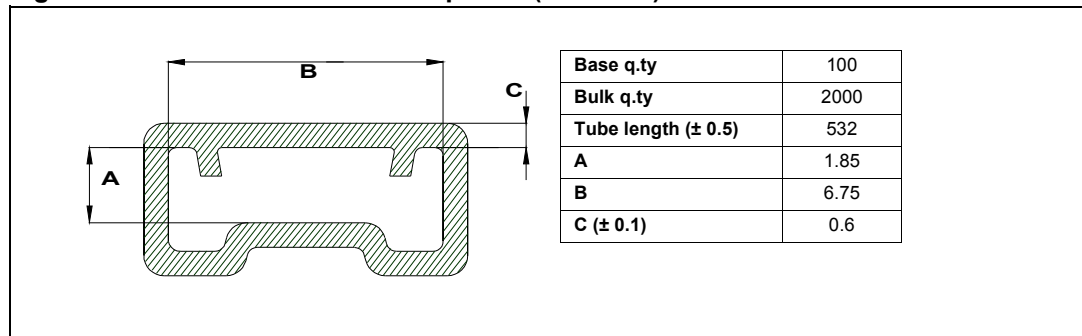 B
C
A
Base q.ty 100
Bulk q.ty 2000
Tube length (± 0.5) 532
A 1.85
B 6.75
C (± 0.1) 0.6